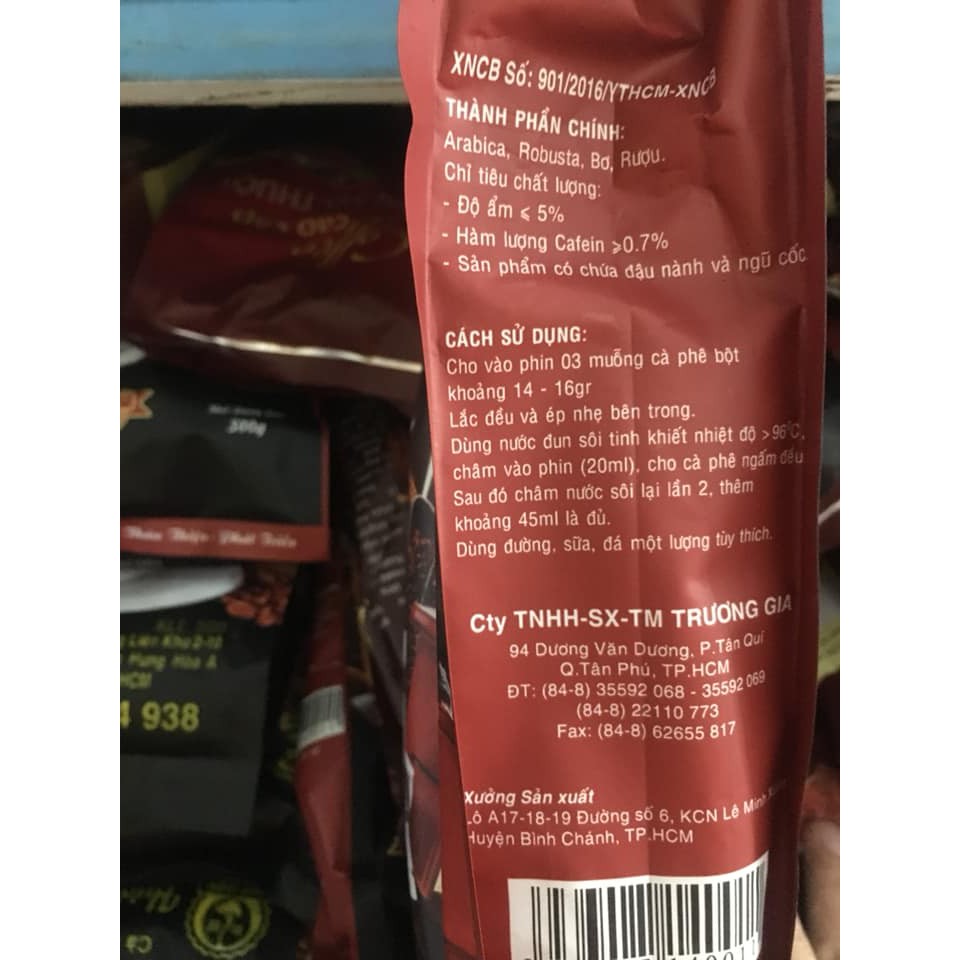 XNCB Số: 901/2016/YTHCM-XNCB
THÀNH PHẦN CHÍNH:
Arabica, Robusta, Bơ, Rượu.
Chỉ tiêu chất lượng:
- Độ ẩm ⩽ 5%
- Hàm lượng Cafein ⩾0.7%
- Sản phẩm có chứa đậu nành và ngũ cốc
CÁCH SỬ DỤNG:
Cho vào phin 03 muỗng cà phê bột
khoảng 14 - 16gr
Lắc đều và ép nhẹ bên trong.
Dùng nước đun sôi tinh khiết nhiệt độ >96°C,
châm vào phin (20ml), cho cà phê ngấm đều
Sau đó châm nước sôi lại lần 2, thêm
khoảng 45ml là đủ.
Dùng đường, sữa, đá một lượng tùy thích.
Cty TNHH-SX-TM TRƯƠNG GIA
94 Dương Văn Dương, P.Tân Quí
Q.Tân Phú, TP.HCM
ĐT: (84-8) 35592 068 - 35592 069
(84-8) 22110 773
Fax: (84-8) 62655 817
Xưởng Sản xuất
Lô A17-18-19 Đường số 6, KCN Lê Minh
Huyện Bình Chánh, TP.HCM
500g
4 938